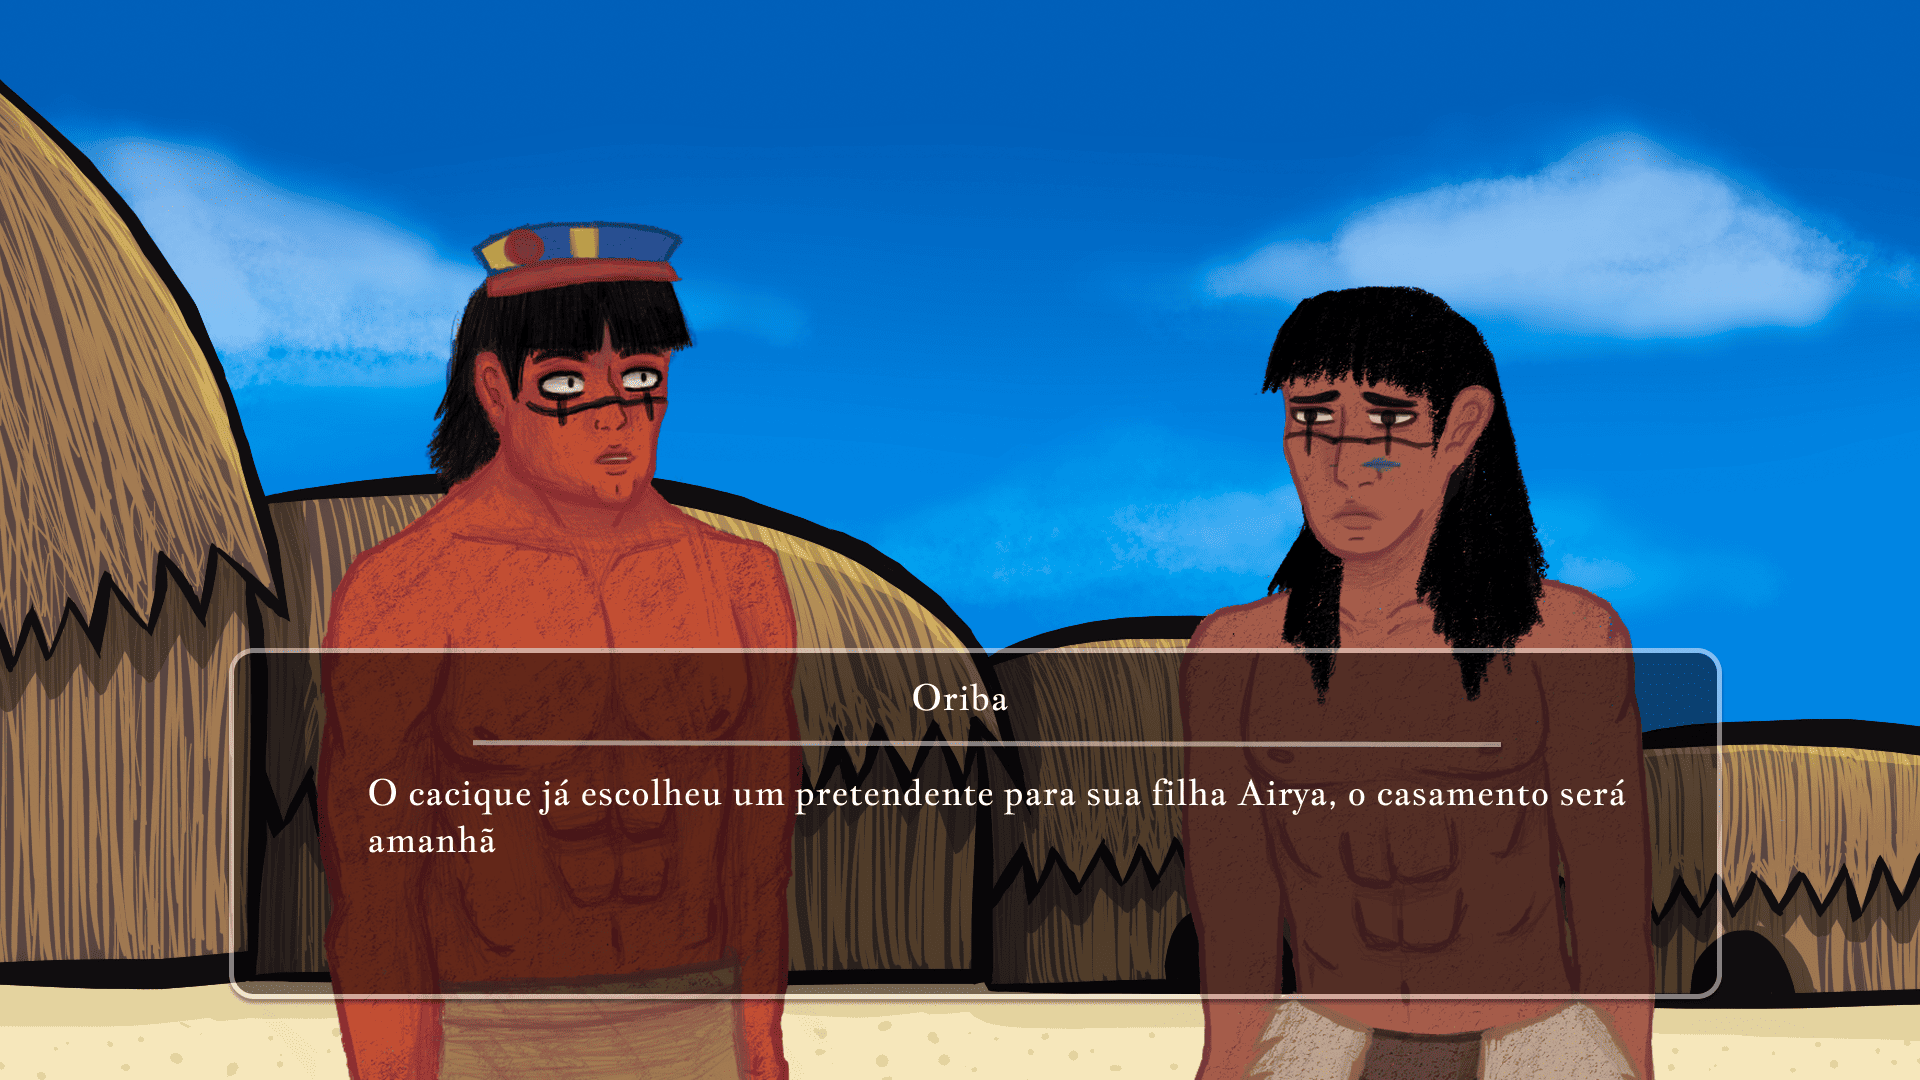 Oriba
O cacique já escolheu um pretendente para sua filha Airya, o casamento será
amanhã